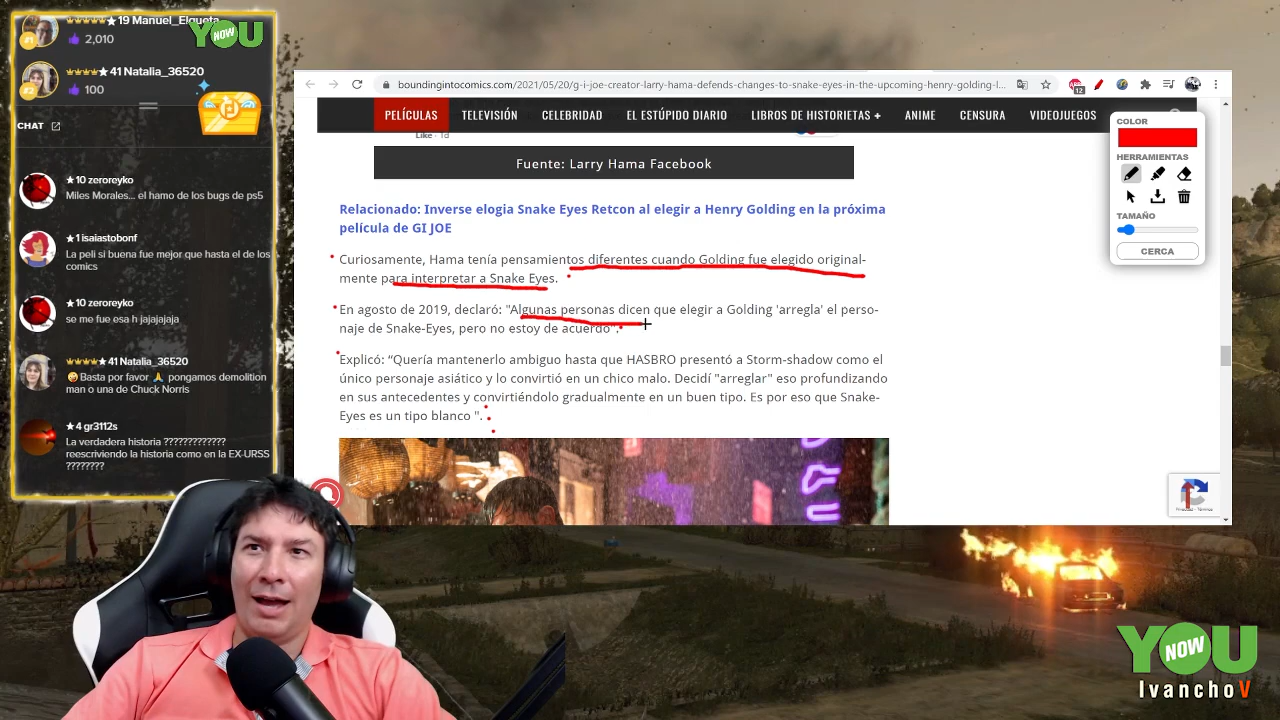 ★19 Manuel_Elgueta
#1
2,010
YOU
NOW
★41 Natalia_36520
#2
100
CHAT
★10 zeroreyko
Miles Morales... el hamo de los bugs de ps5
★1 isaiastobonf
La peli si buena fue mejor que hasta el de los
comics
★10 zeroreyko
se me fue esa h jajajajaja
★41 Natalia_36520
Basta por favor 🙏 pongamos demolition
man o una de Chuck Norris
★4 gr3112s
La verdadera historia ?????????????
reescriviendo la historia como en la EX-URSS
????????
boundingintocomics.com/2021/05/20/g-i-joe-creator-larry-hama-defends-changes-to-snake-eyes-in-the-upcoming-henry-golding-l...
12
PELÍCULAS TELEVISIÓN CELEBRIDAD EL ESTÚPIDO DIARIO LIBROS DE HISTORIETAS + ANIME CENSURA VIDEOJUEGOS
Like · 1d
Fuente: Larry Hama Facebook
Relacionado: Inverse elogia Snake Eyes Retcon al elegir a Henry Golding en la próxima
película de GI JOE
Curiosamente, Hama tenía pensamientos diferentes cuando Golding fue elegido original-
mente para interpretar a Snake Eyes.
En agosto de 2019, declaró: "Algunas personas dicen que elegir a Golding 'arregla' el perso-
naje de Snake-Eyes, pero no estoy de acuerdo".
Explicó: “Quería mantenerlo ambiguo hasta que HASBRO presentó a Storm-shadow como el
único personaje asiático y lo convirtió en un chico malo. Decidí "arreglar" eso profundizando
en sus antecedentes y convirtiéndolo gradualmente en un buen tipo. Es por eso que Snake-
Eyes es un tipo blanco ".
COLOR
HERRAMIENTAS
TAMAÑO
CERCA
YOU
NOW
IvanchoV